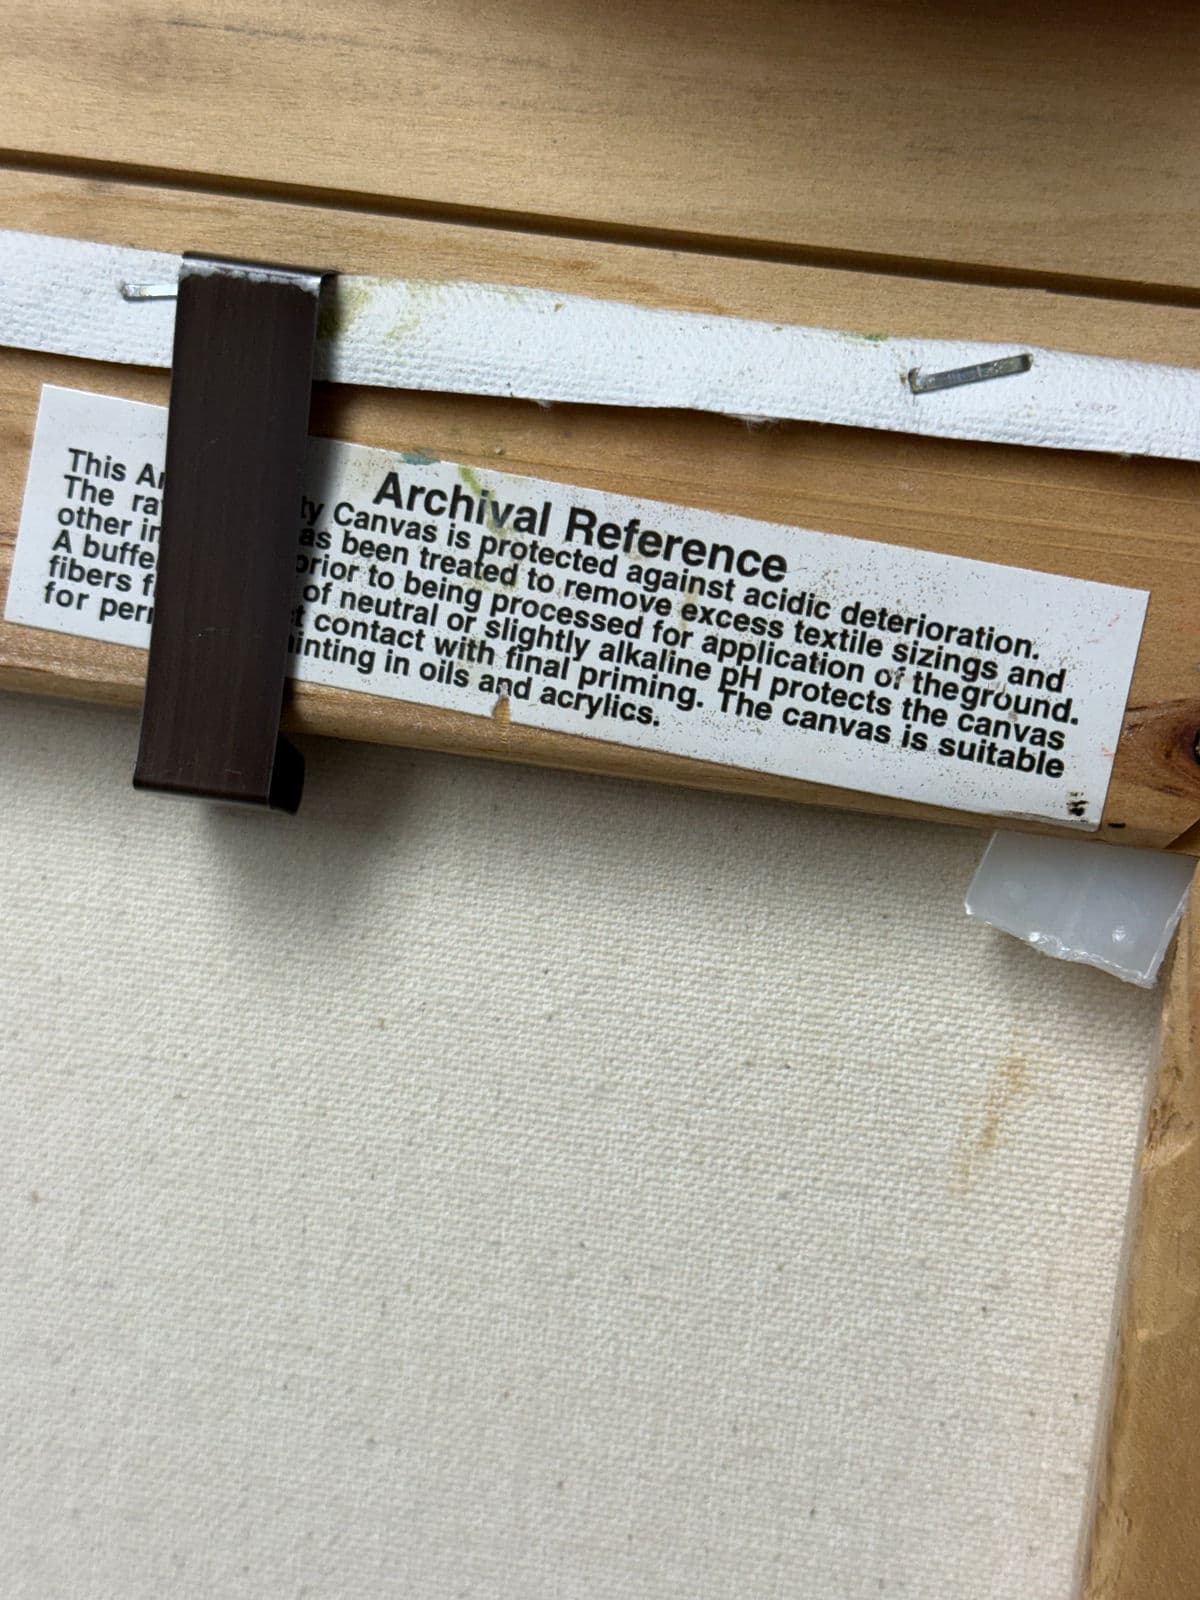 Archival Reference
This Ar ty Canvas is protected against acidic deterioration.
The ra as been treated to remove excess textile sizings and
other in prior to being processed for application of theground.
A buffe of neutral or slightly alkaline pH protects the canvas
fibers f t contact with final priming. The canvas is suitable
for per ainting in oils and acrylics.